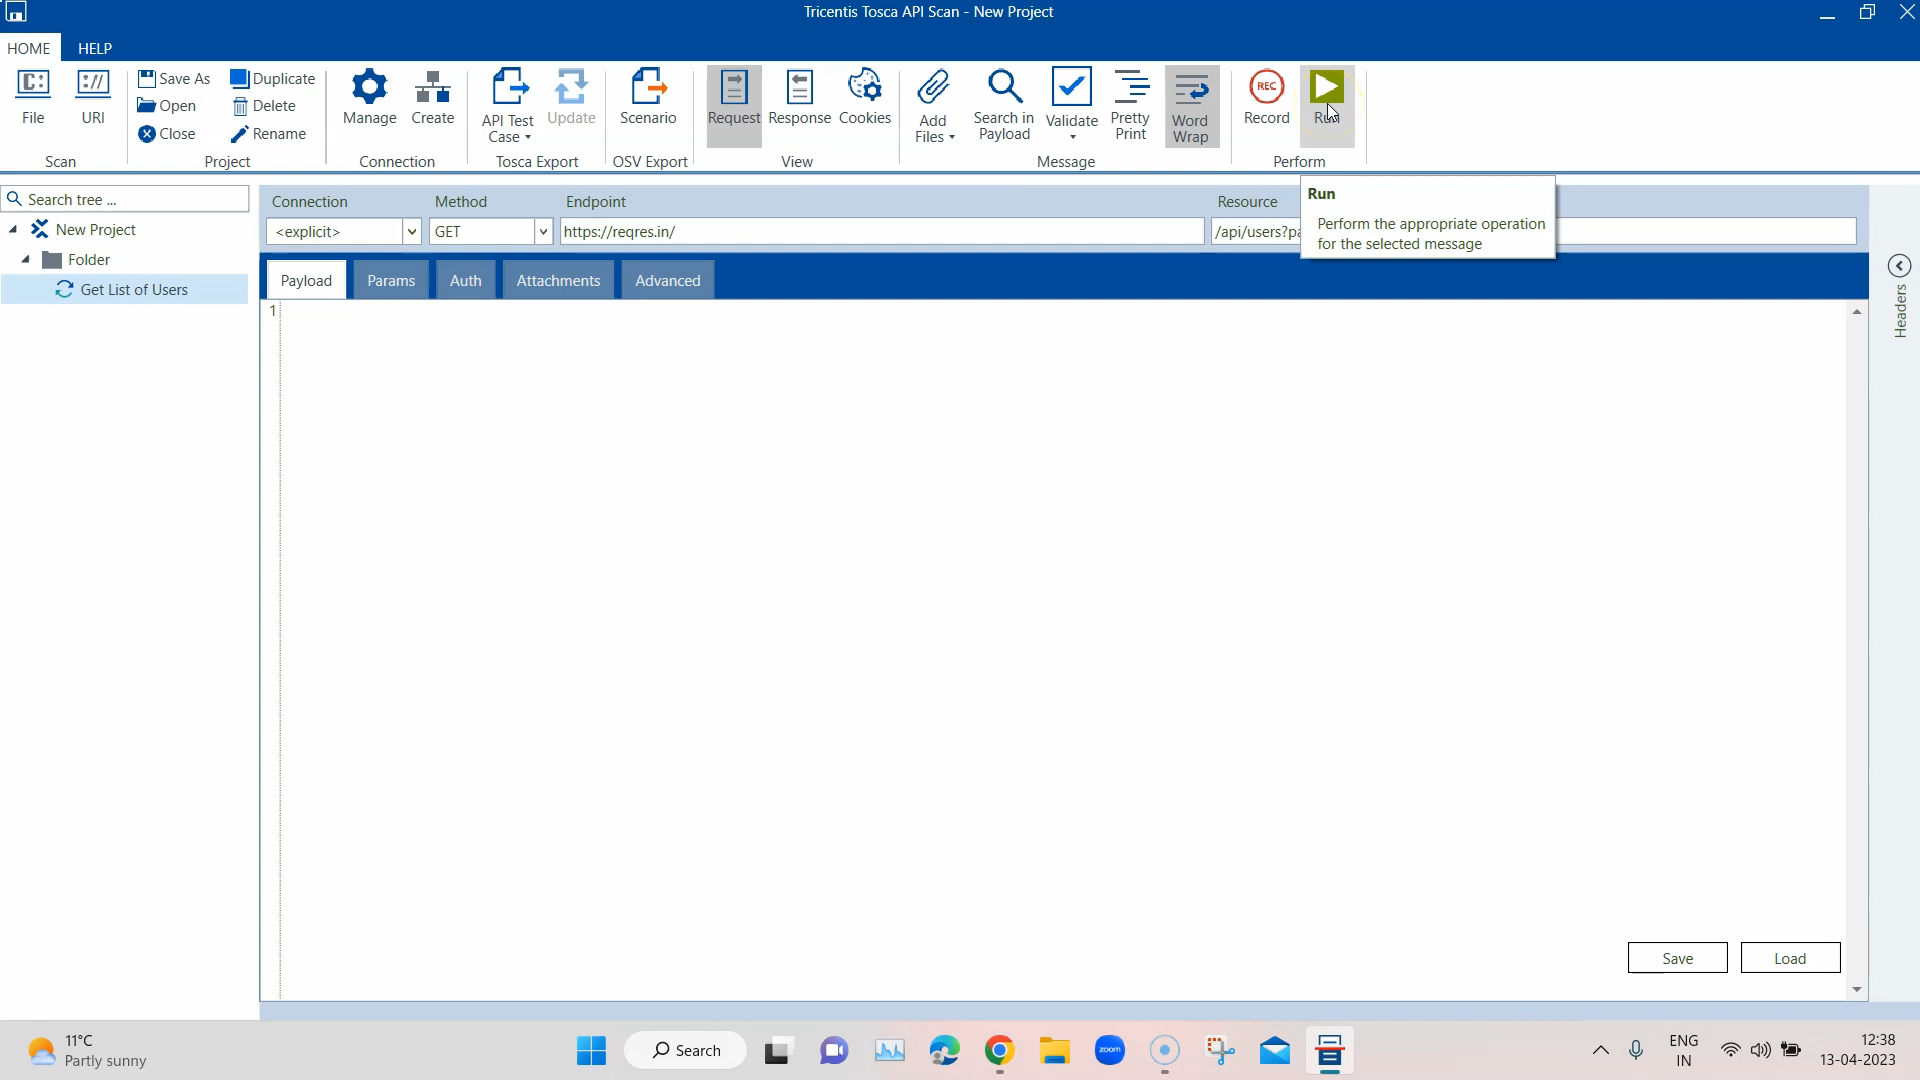 Tricentis Tosca API Scan - New Project
HOME HELP
File
URI
Scan
Save As
Open
Close
Duplicate
Delete
Rename
Project
Manage
Create
Connection
API Test
Case
Update
Tosca Export
Scenario
OSV Export
Request
Response
Cookies
View
Add
Files
Search in
Payload
Validate
Pretty
Print
Word
Wrap
Message
REC
Record
Run
Perform
Run
Perform the appropriate operation
for the selected message
Search tree ...
New Project
Folder
Get List of Users
Connection Method Endpoint Resource
<explicit> GET https://reqres.in/ /api/users?pa
Payload Params Auth Attachments Advanced
1
Headers
Save Load
11°C
Partly sunny
Search
zoom
ENG
IN
12:38
13-04-2023